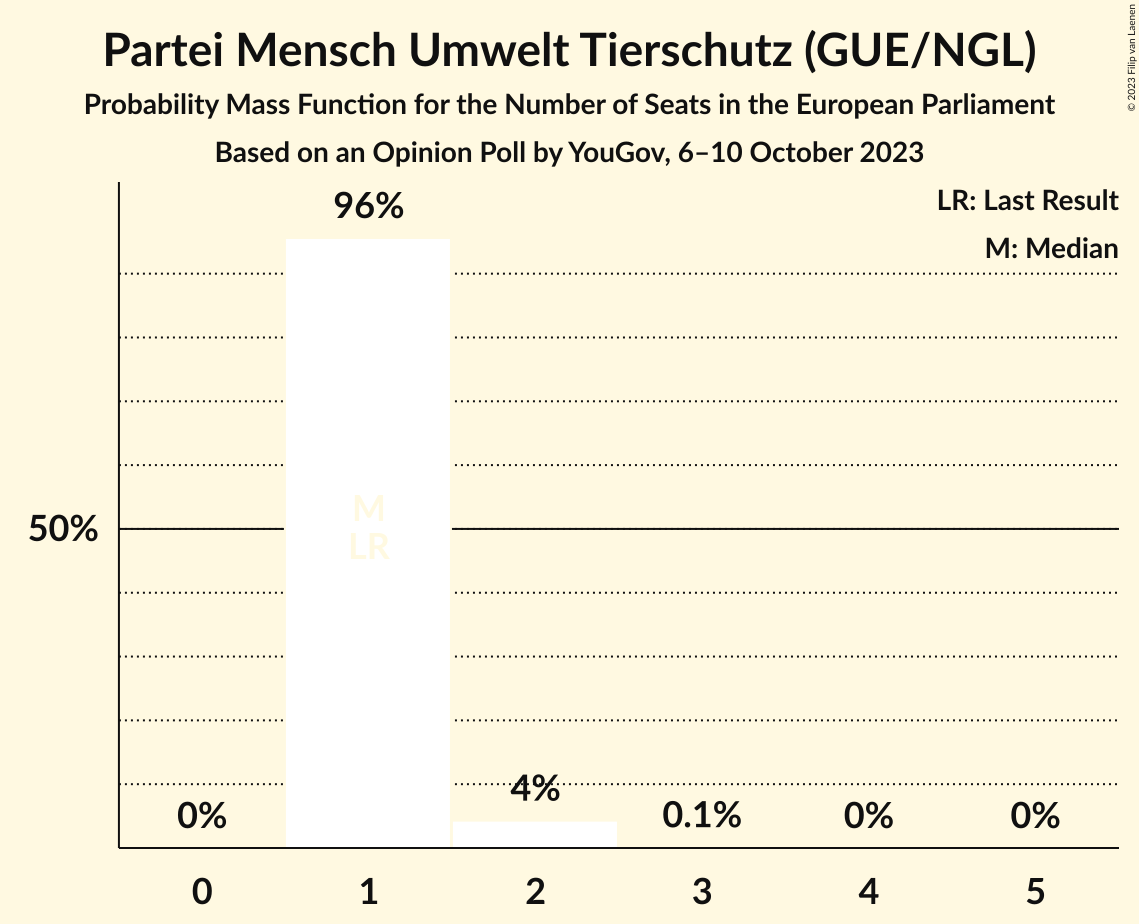 Partei Mensch Umwelt Tierschutz (GUE/NGL)
Probability Mass Function for the Number of Seats in the European Parliament
Based on an Opinion Poll by YouGov, 6–10 October 2023
© 2023 Filip van Laenen
LR: Last Result
M: Median
96%
50%
M
LR
0%
4%
0.1%
0%
0%
0 1 2 3 4 5